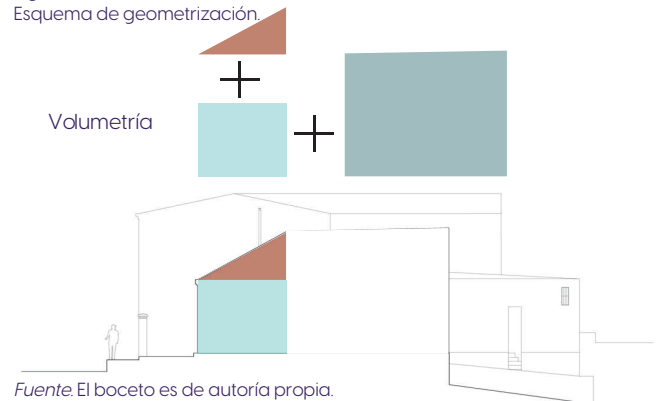 Esquema de geometrización.
Volumetría
Fuente. El boceto es de autoría propia.